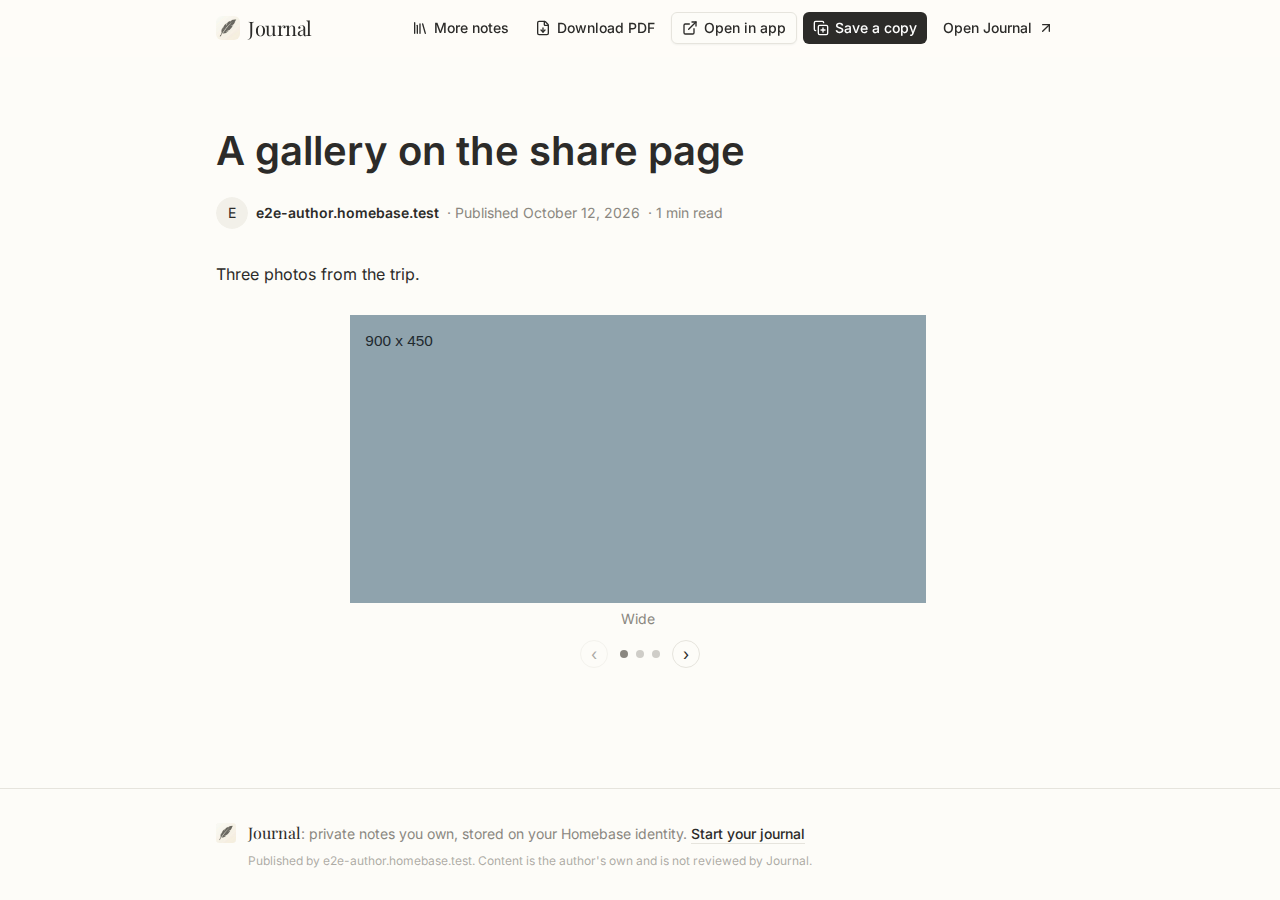 Journal
More notes
Download PDF
Open in app
Save a copy
Open Journal
A gallery on the share page
E
e2e-author.homebase.test · Published October 12, 2026 · 1 min read
Three photos from the trip.
900 x 450
Wide
Journal: private notes you own, stored on your Homebase identity. Start your journal
Published by e2e-author.homebase.test. Content is the author's own and is not reviewed by Journal.